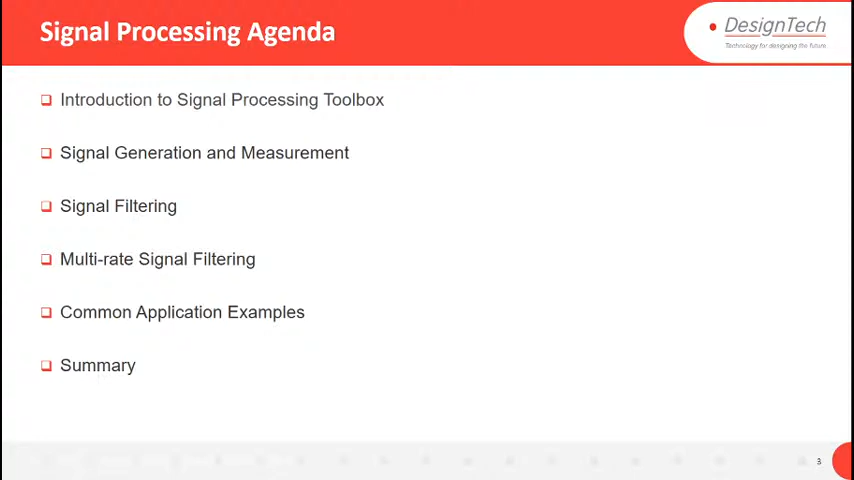 Signal Processing Agenda
DesignTech
Technology for designing the future
Introduction to Signal Processing Toolbox
Signal Generation and Measurement
Signal Filtering
Multi-rate Signal Filtering
Common Application Examples
Summary
3